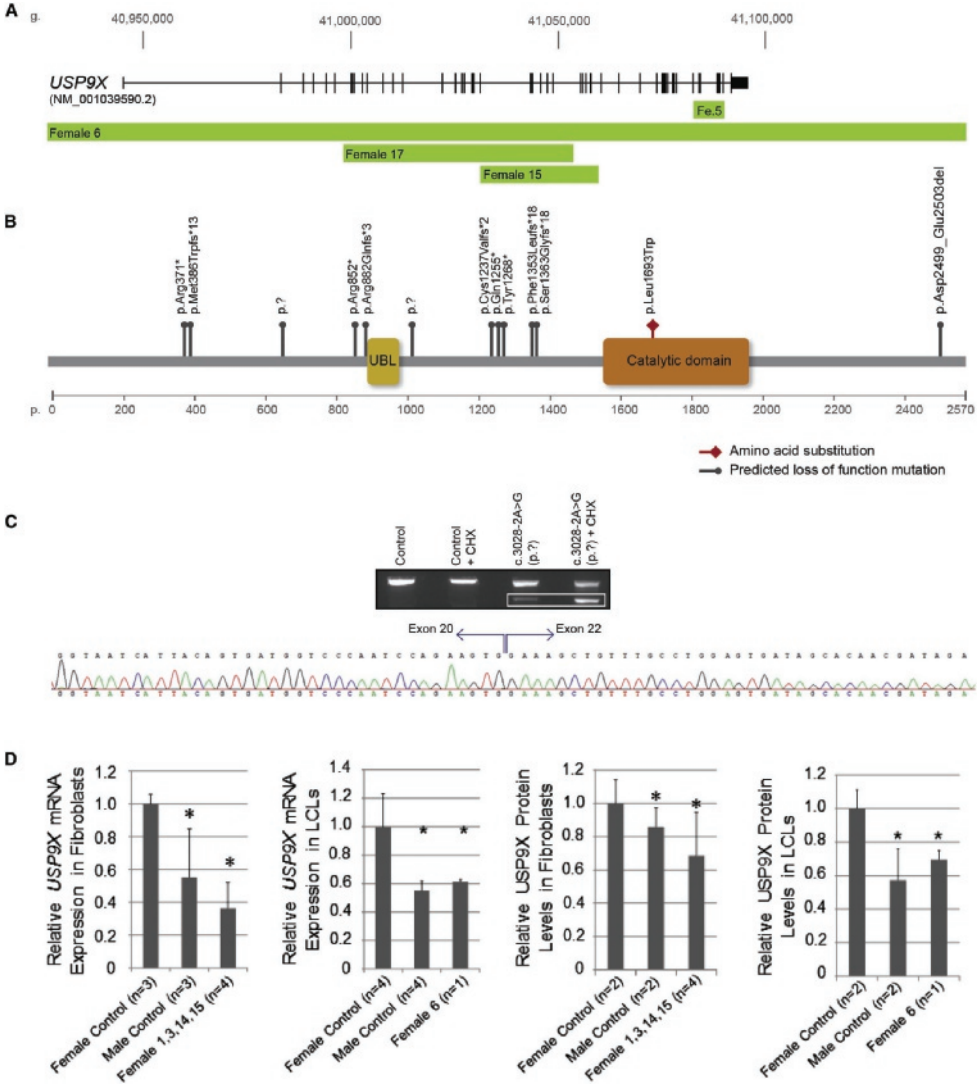 A
g.
40,950,000
41,000,000
41,050,000
41,100,000
USP9X
(NM_001039590.2)
Fe.5
Female 6
Female 17
Female 15
B
p.Arg371*
p.Met386Trpfs*13
p.?
p.Arg852*
p.Arg882Glnfs*3
p.?
p.Cys1237Valfs*2
p.Gln1255*
p.Tyr1268*
p.Phe1353Leufs*18
p.Ser1363Glyfs*18
p.Leu1693Trp
p.Asp2499_Glu2503del
UBL
Catalytic domain
p. 0 200 400 600 800 1000 1200 1400 1600 1800 2000 2200 2400 2570
Amino acid substitution
Predicted loss of function mutation
C
Control
Control
+ CHX
c.3028-2A>G
(p.?)
c.3028-2A>G
(p.?) + CHX
Exon 20
Exon 22
G G T A A T C A T T A C A G T G A T G G T C C C A A T C C A G A A G T G G A A A G C T G T T T G C C T G G A G T G A T A G C A C A A C G A T A G A
G G T A A T C A T T A C A G T G A T G G T C C C A A T C C A G A A G T G G A A A G C T G T T T G C C T G G A G T G A T A G C A C A A C G A T A G A
D
Relative USP9X mRNA
Expression in Fibroblasts
1.2
1
0.8
0.6
0.4
0.2
0
*
*
Female Control (n=3)
Male Control (n=3)
Female 1,3,14,15 (n=4)
Relative USP9X mRNA
Expression in LCLs
1.4
1.2
1
0.8
0.6
0.4
0.2
0
*
*
Female Control (n=4)
Male Control (n=4)
Female 6 (n=1)
Relative USP9X Protein
Levels in Fibroblasts
1.2
1
0.8
0.6
0.4
0.2
0
*
*
Female Control (n=2)
Male Control (n=2)
Female 1,3,14,15 (n=4)
Relative USP9X Protein
Levels in LCLs
1.2
1
0.8
0.6
0.4
0.2
0
*
*
Female Control (n=2)
Male Control (n=2)
Female 6 (n=1)